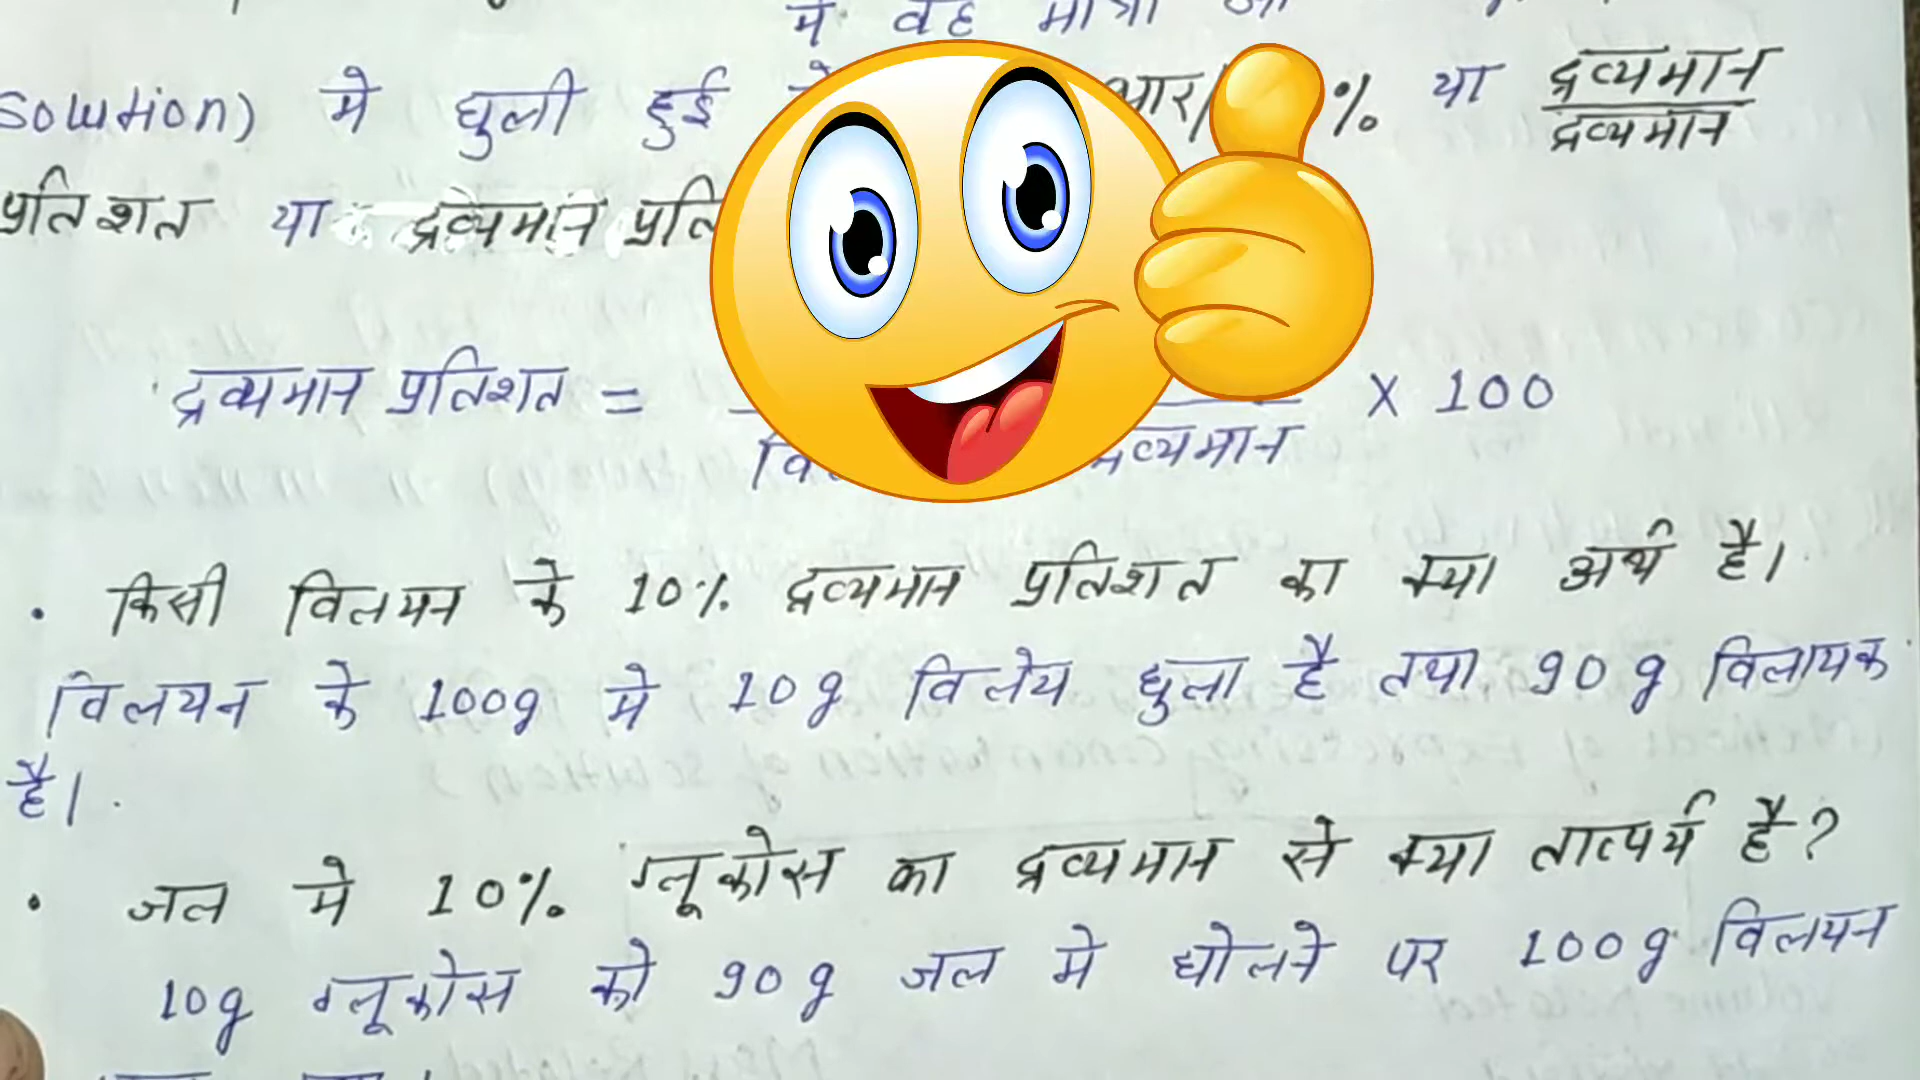 में वह मात्रा
Solution) में घुली हुई भार/ % या द्रव्यमान/द्रव्यमान
प्रतिशत या द्रव्यमान प्रति
द्रव्यमान प्रतिशत = × 100
वि द्रव्यमान
• किसी विलयन के 10% द्रव्यमान प्रतिशत का क्या अर्थ है।
विलयन के 100g में 10g विलेय घुला है तथा 90g विलायक
है।
• जल में 10% ग्लूकोस का द्रव्यमान से क्या तात्पर्य है?
10g ग्लूकोस को 90g जल में घोलने पर 100g विलयन